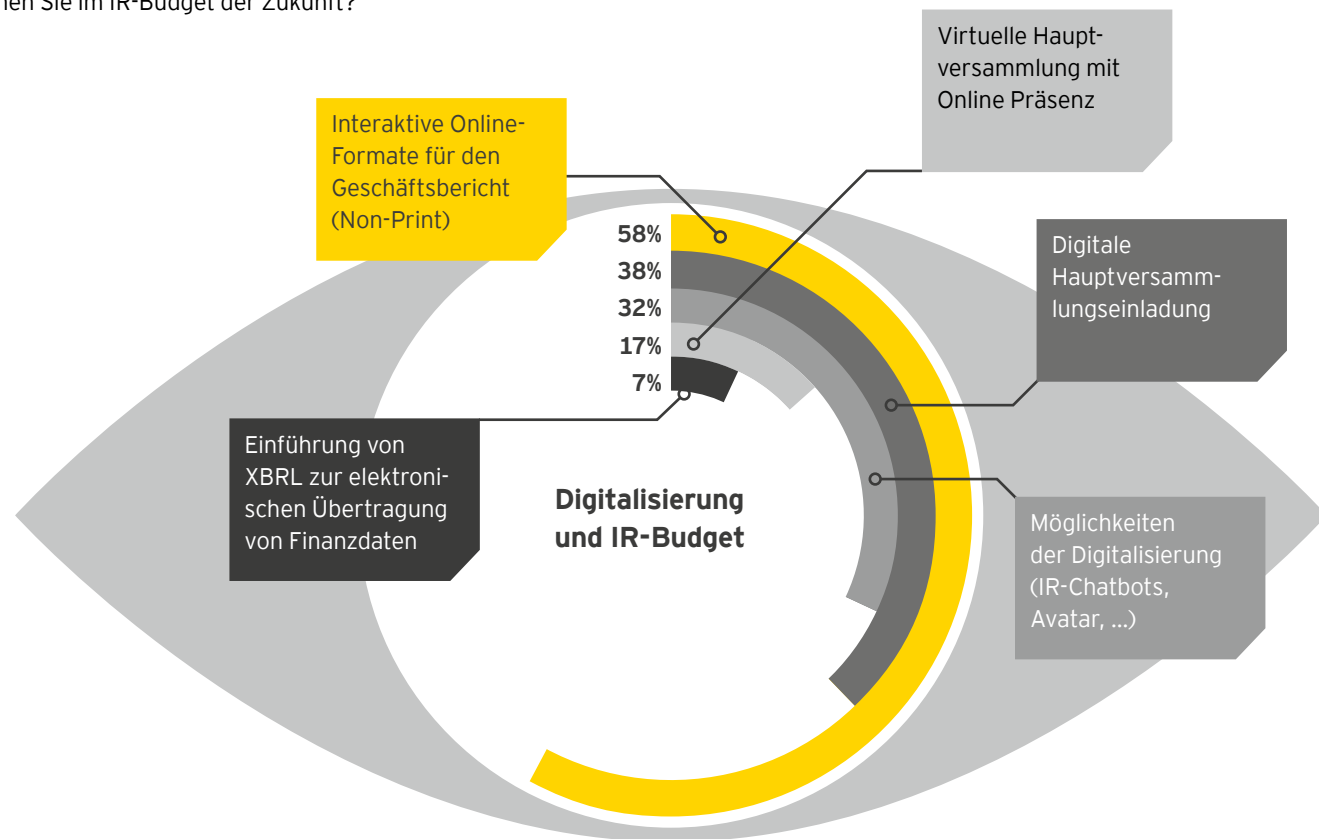 Sie im IR-Budget der Zukunft?
Virtuelle Haupt-
versammlung mit
Online Präsenz
Interaktive Online-
Formate für den
Geschäftsbericht
(Non-Print)
58%
38%
32%
17%
7%
Digitale
Hauptversamm-
lungseinladung
Einführung von
XBRL zur elektroni-
schen Übertragung
von Finanzdaten
Digitalisierung
und IR-Budget
Möglichkeiten
der Digitalisierung
(IR-Chatbots,
Avatar, ...)